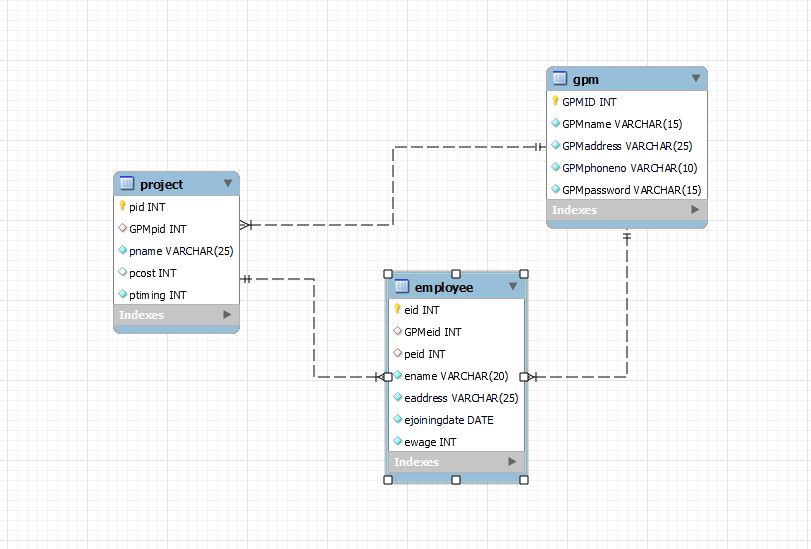 gpm
GPMID INT
GPMname VARCHAR(15)
GPMaddress VARCHAR(25)
GPMphoneno VARCHAR(10)
GPMpassword VARCHAR(15)
Indexes
project
pid INT
GPMpid INT
pname VARCHAR(25)
pcost INT
ptiming INT
Indexes
employee
eid INT
GPMeid INT
peid INT
ename VARCHAR(20)
eaddress VARCHAR(25)
ejoiningdate DATE
ewage INT
Indexes